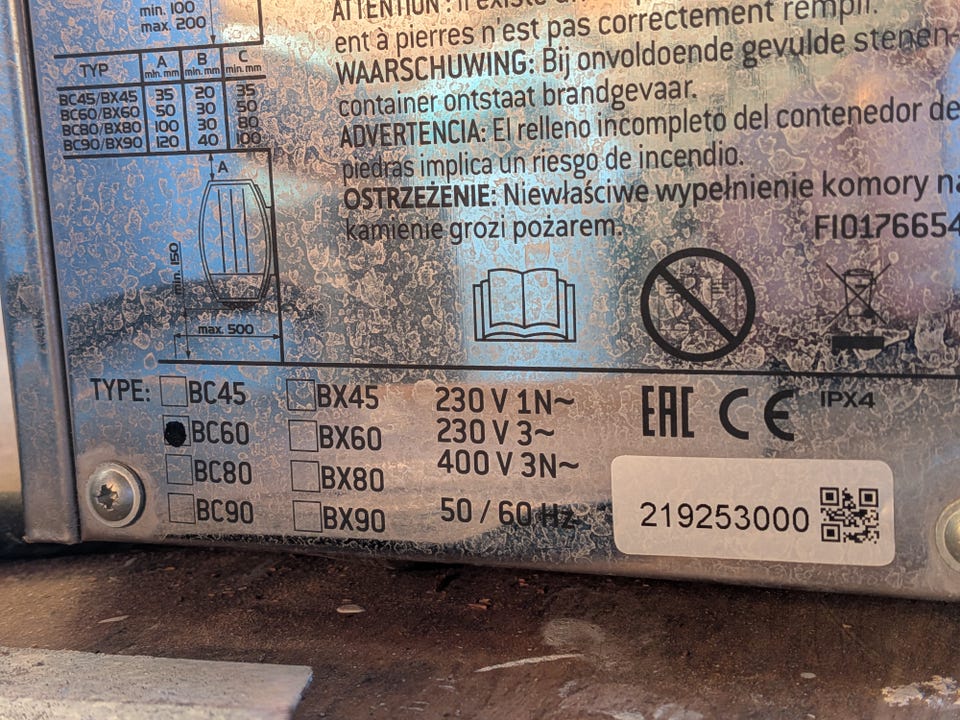 min. 100
max. 200
TYP A B C
min. mm min. mm min. mm
BC45/BX45 35 20 35
BC60/BX60 50 30 50
BC80/BX80 100 30 80
BC90/BX90 120 40 100
A
min. 150
max. 500
ATTENTION : Il existe un
ent à pierres n'est pas correctement rempli.
WAARSCHUWING: Bij onvoldoende gevulde stenen-
container ontstaat brandgevaar.
ADVERTENCIA: El relleno incompleto del contenedor de
piedras implica un riesgo de incendio.
OSTRZEŻENIE: Niewłaściwe wypełnienie komory na
kamienie grozi pożarem.
FI0176654
TYPE: BC45 BX45 230 V 1N~
BC60 BX60 230 V 3~
BC80 BX80 400 V 3N~
BC90 BX90 50 / 60 Hz
EAC CE IPX4
219253000